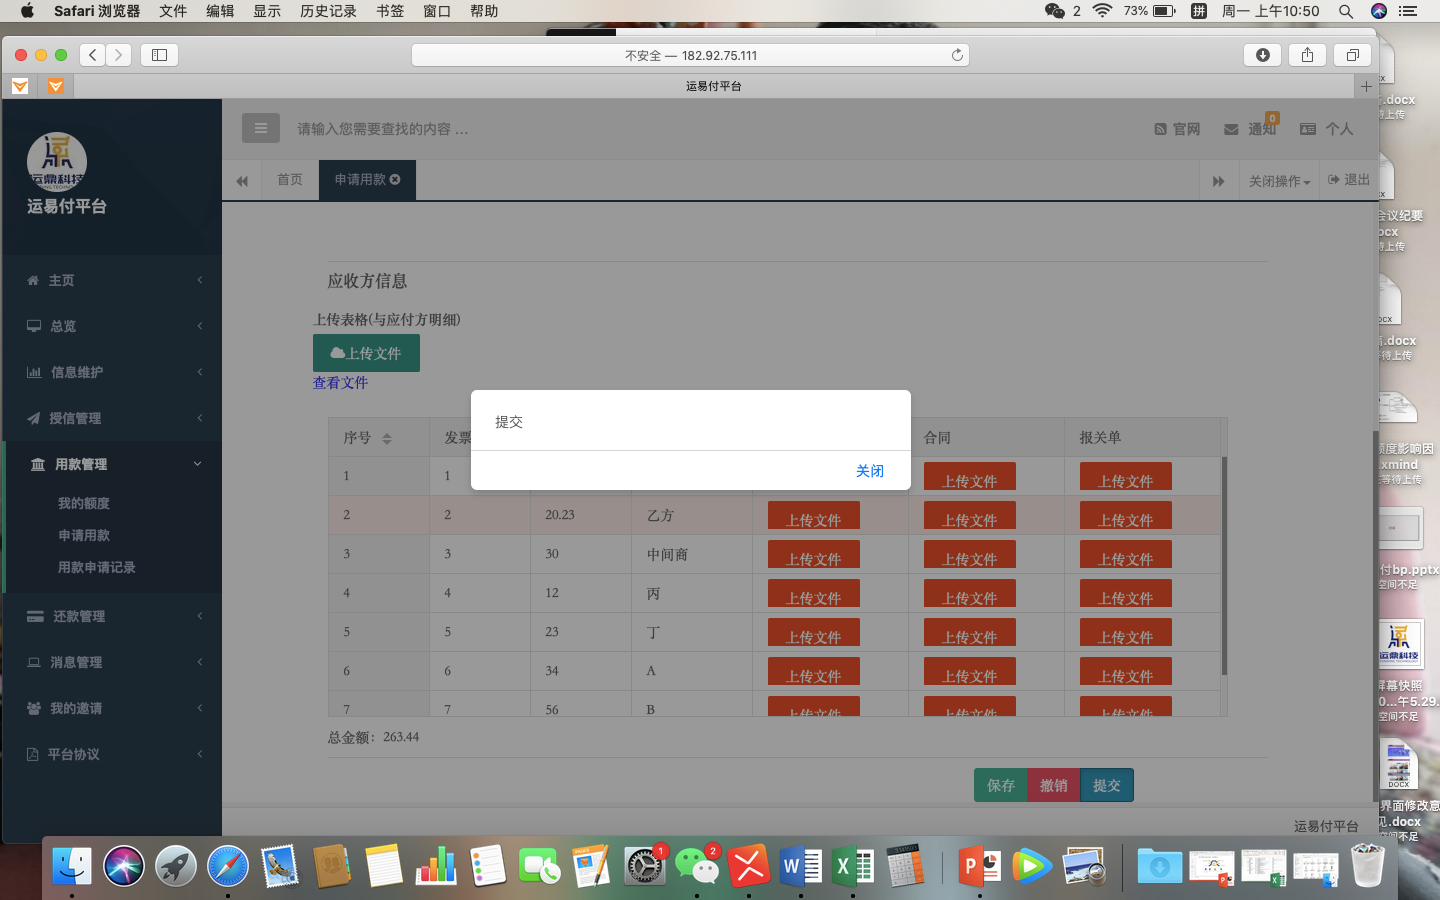 Safari 浏览器 文件 编辑 显示 历史记录 书签 窗口 帮助 2 73% 拼 周一 上午10:50
不安全 — 182.92.75.111
运易付平台
请输入您需要查找的内容 …
官网 通知 0 个人
首页 申请用款 关闭操作 退出
运鼎科技
运易付平台
主页
总览
信息维护
授信管理
用款管理
我的额度
申请用款
用款申请记录
还款管理
消息管理
我的邀请
平台协议
应收方信息
上传表格(与应付方明细)
上传文件
查看文件
提交
关闭
序号 发票 合同 报关单
1 1 上传文件 上传文件
2 2 20.23 乙方 上传文件 上传文件 上传文件
3 3 30 中间商 上传文件 上传文件 上传文件
4 4 12 丙 上传文件 上传文件 上传文件
5 5 23 丁 上传文件 上传文件 上传文件
6 6 34 A 上传文件 上传文件 上传文件
7 7 56 B 上传文件 上传文件 上传文件
总金额：263.44
保存 撤销 提交
运易付平台
.docx
待上传
会议纪要
ocx
待上传
.docx
等待上传
额度影响因
.xmind
等待上传
付bp.pptx
空间不足
运鼎科技
屏幕快照
0...午5.29.
空间不足
DOCX
界面修改意
见.docx
空间不足
1 2